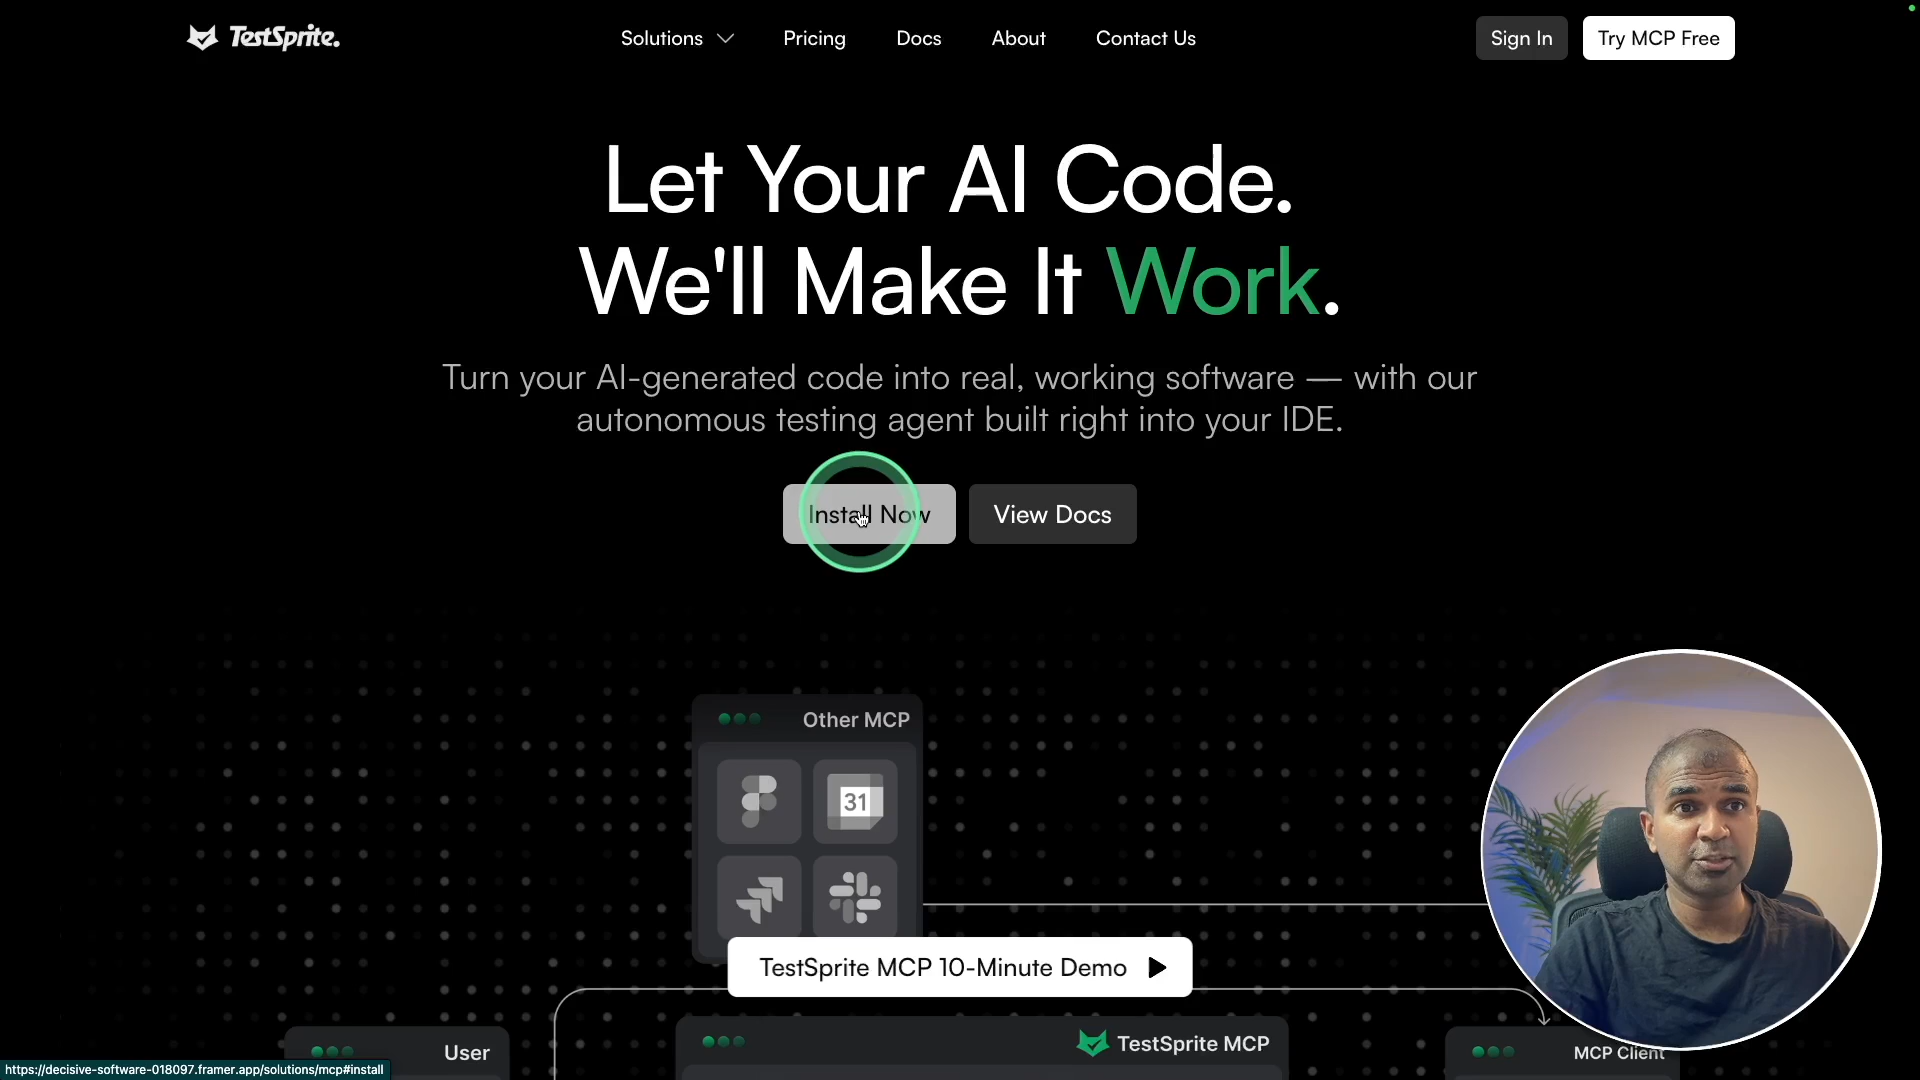 TestSprite.
Solutions
Pricing
Docs
About
Contact Us
Sign In
Try MCP Free
Let Your AI Code.
We'll Make It Work.
Turn your AI-generated code into real, working software — with our
autonomous testing agent built right into your IDE.
Install Now
View Docs
Other MCP
31
TestSprite MCP 10-Minute Demo
User
TestSprite MCP
MCP Client
https://decisive-software-018097.framer.app/solutions/mcp#install